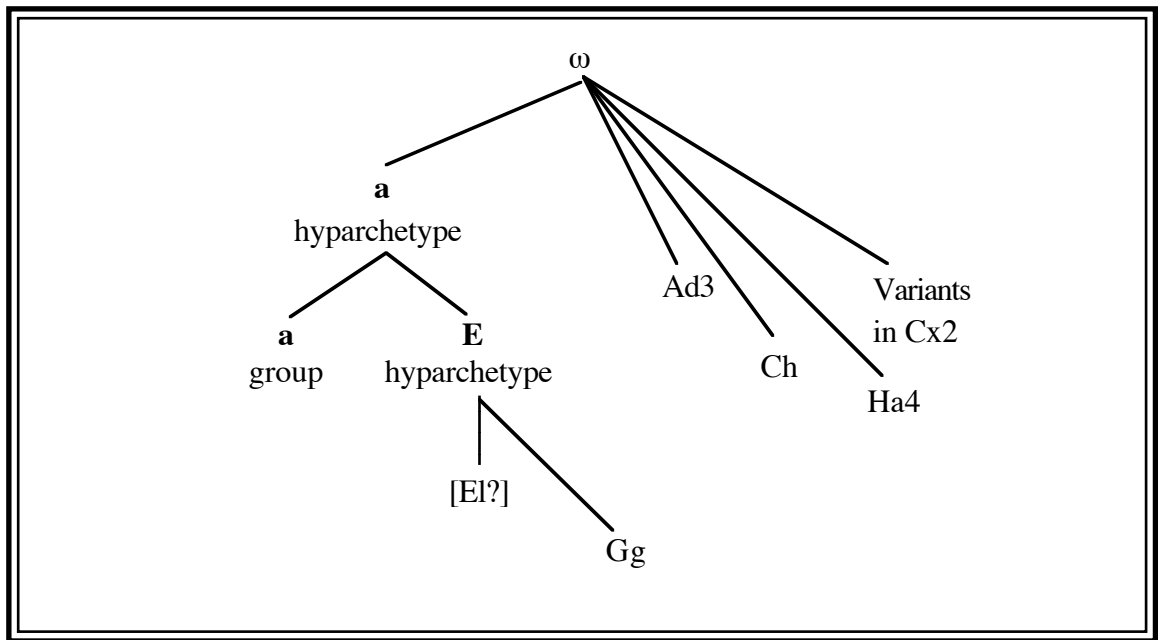 ω
a
hyparchetype
Ad3
Variants
in Cx2
a
group
E
hyparchetype
Ch
Ha4
[El?]
Gg